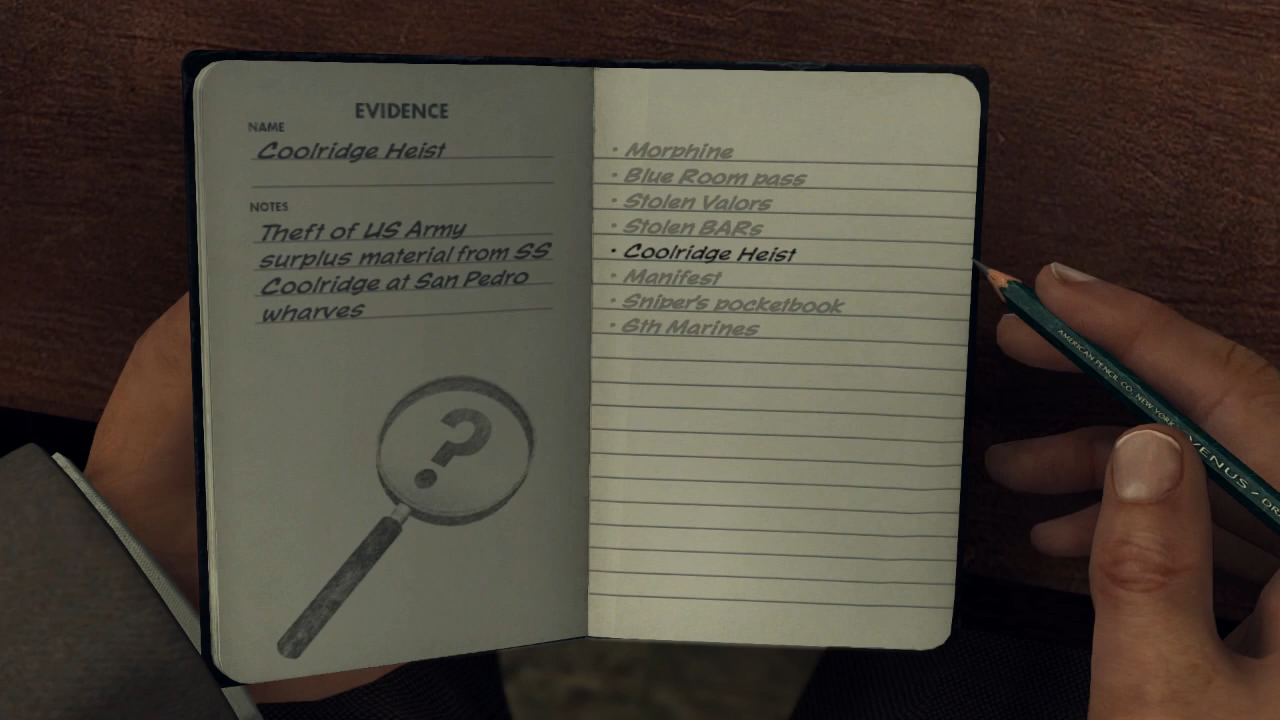 EVIDENCE
NAME
Coolridge Heist
NOTES
Theft of US Army
surplus material from SS
Coolridge at San Pedro
wharves
?
• Morphine
• Blue Room pass
• Stolen Valors
• Stolen BARs
• Coolridge Heist
• Manifest
• Sniper's pocketbook
• 6th Marines
AMERICAN PENCIL CO. NEW YORK
VENUS / DR